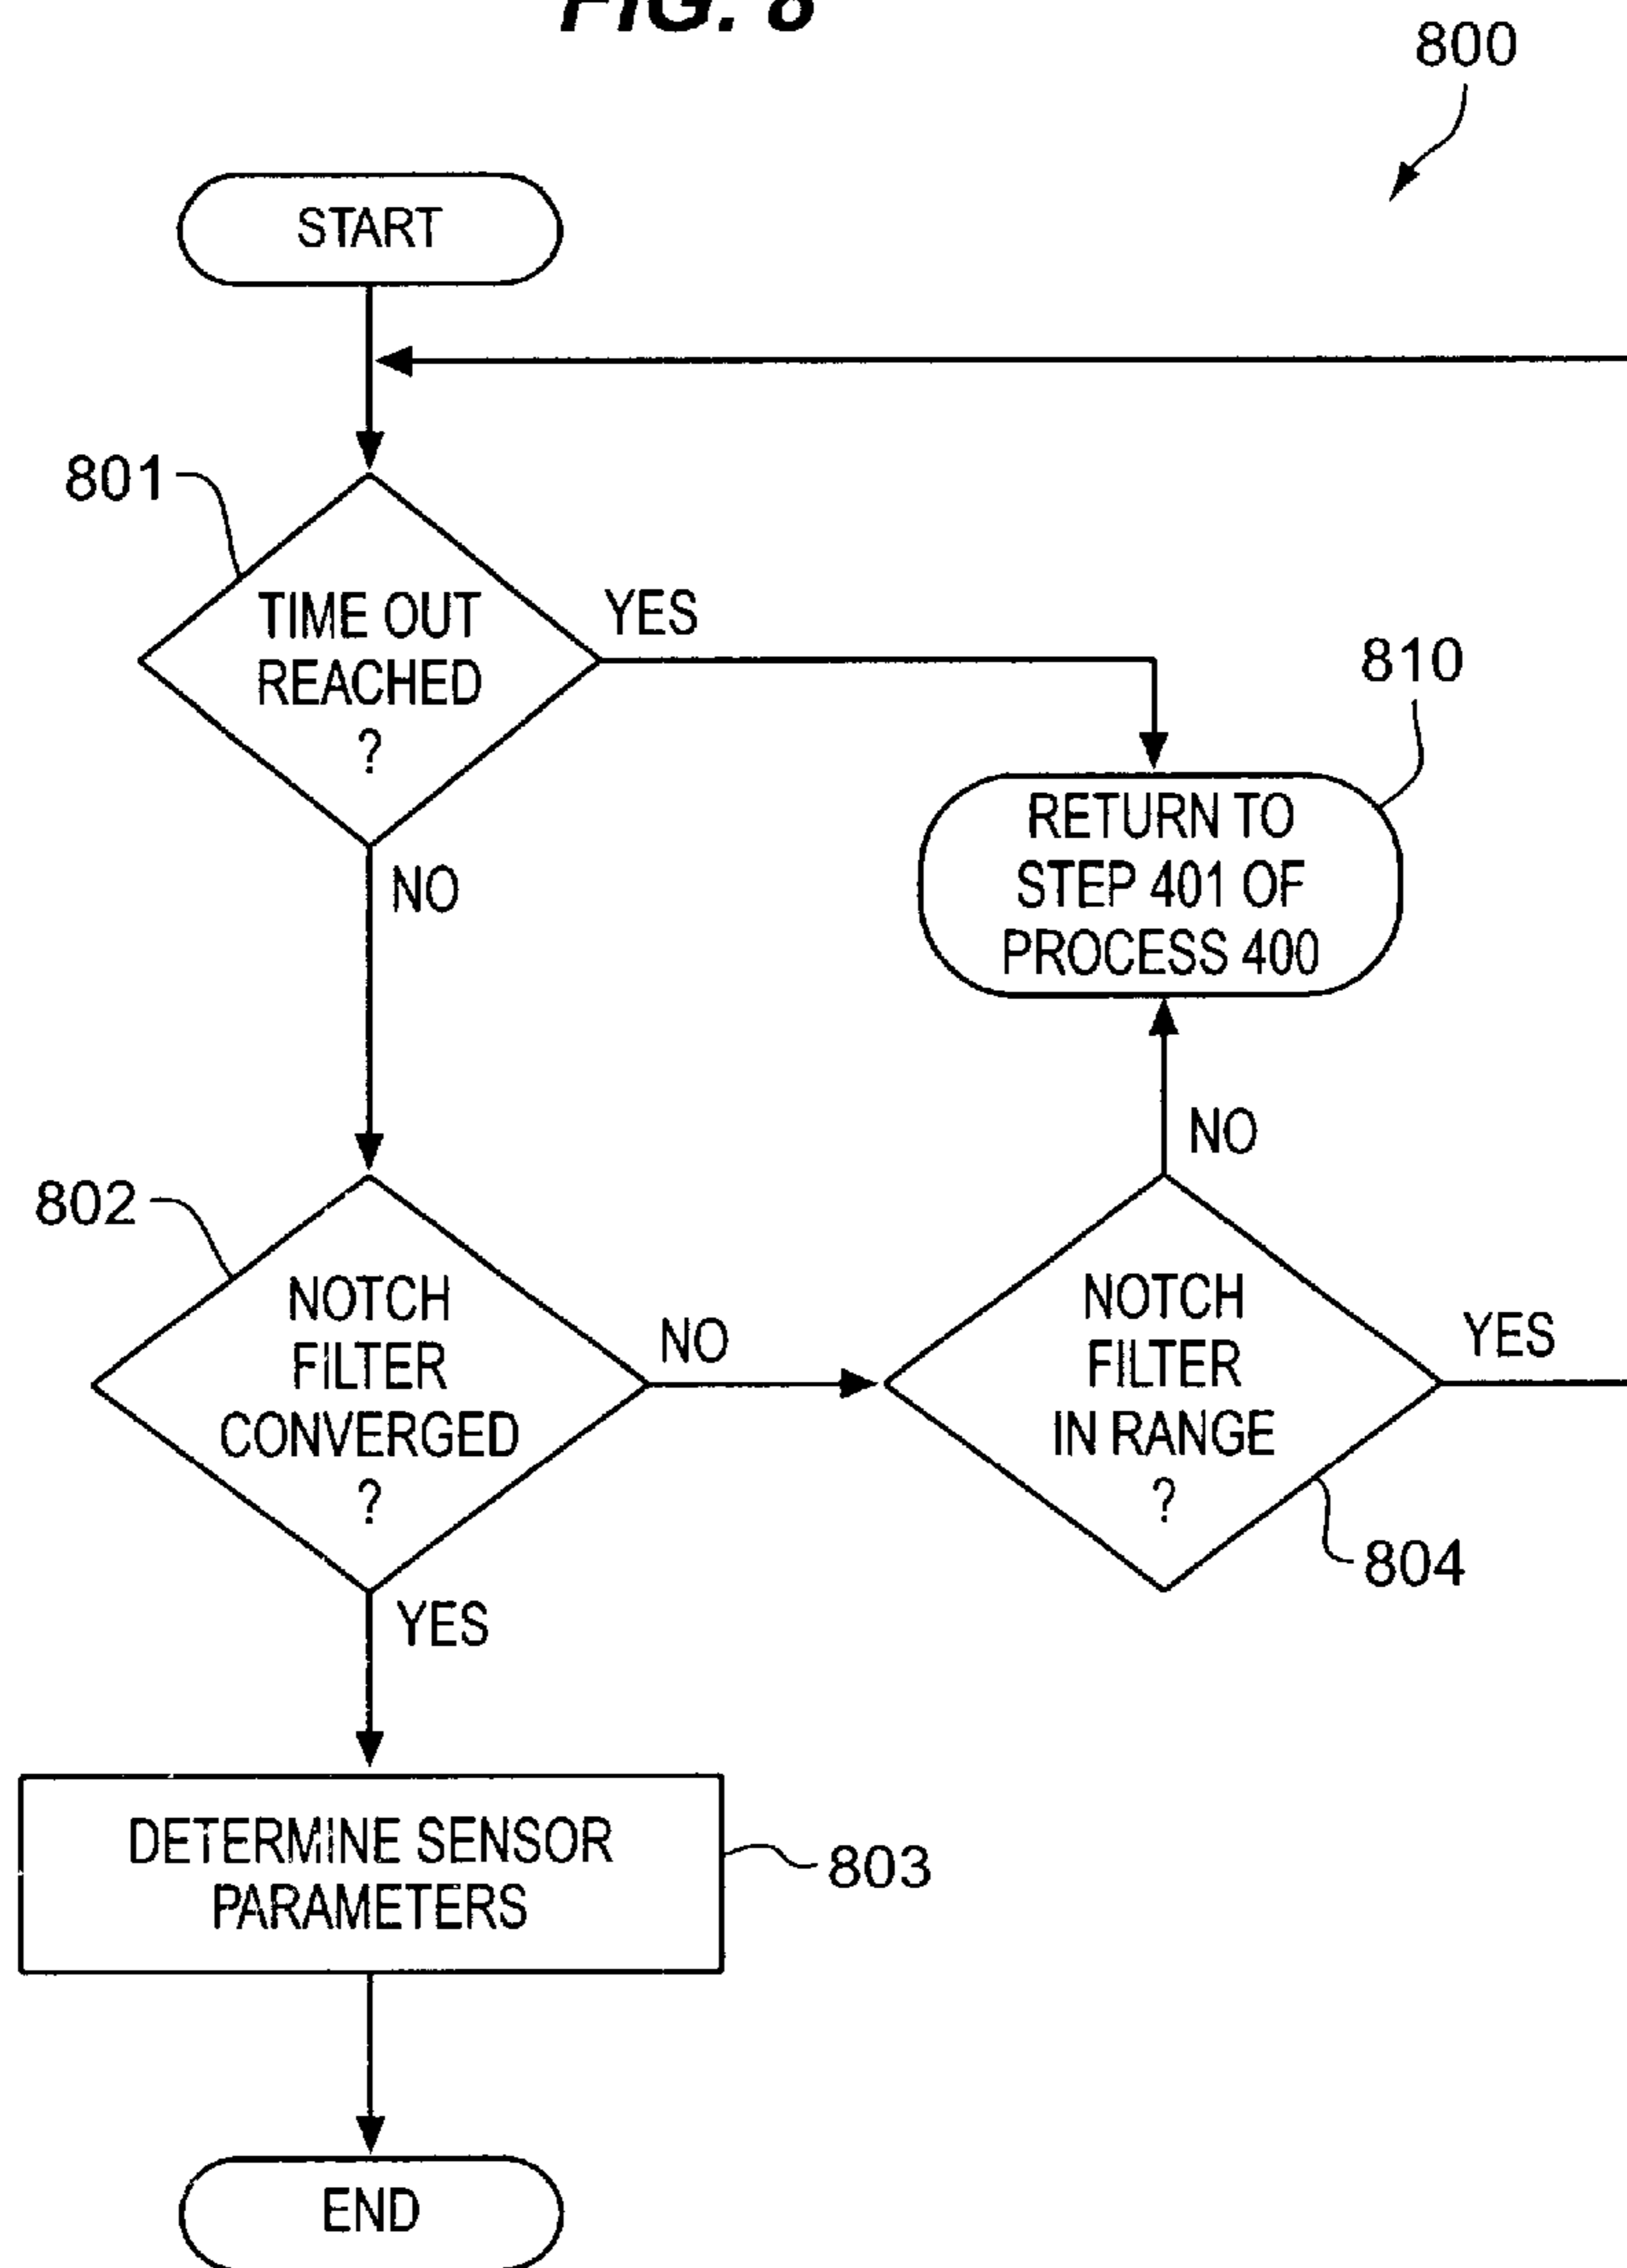 FIG. 8
800
START
801
TIME OUT
REACHED
?
YES
NO
810
RETURN TO
STEP 401 OF
PROCESS 400
NO
802
NOTCH
FILTER
CONVERGED
?
NO
NOTCH
FILTER
IN RANGE
?
YES
804
YES
DETERMINE SENSOR
PARAMETERS
803
END